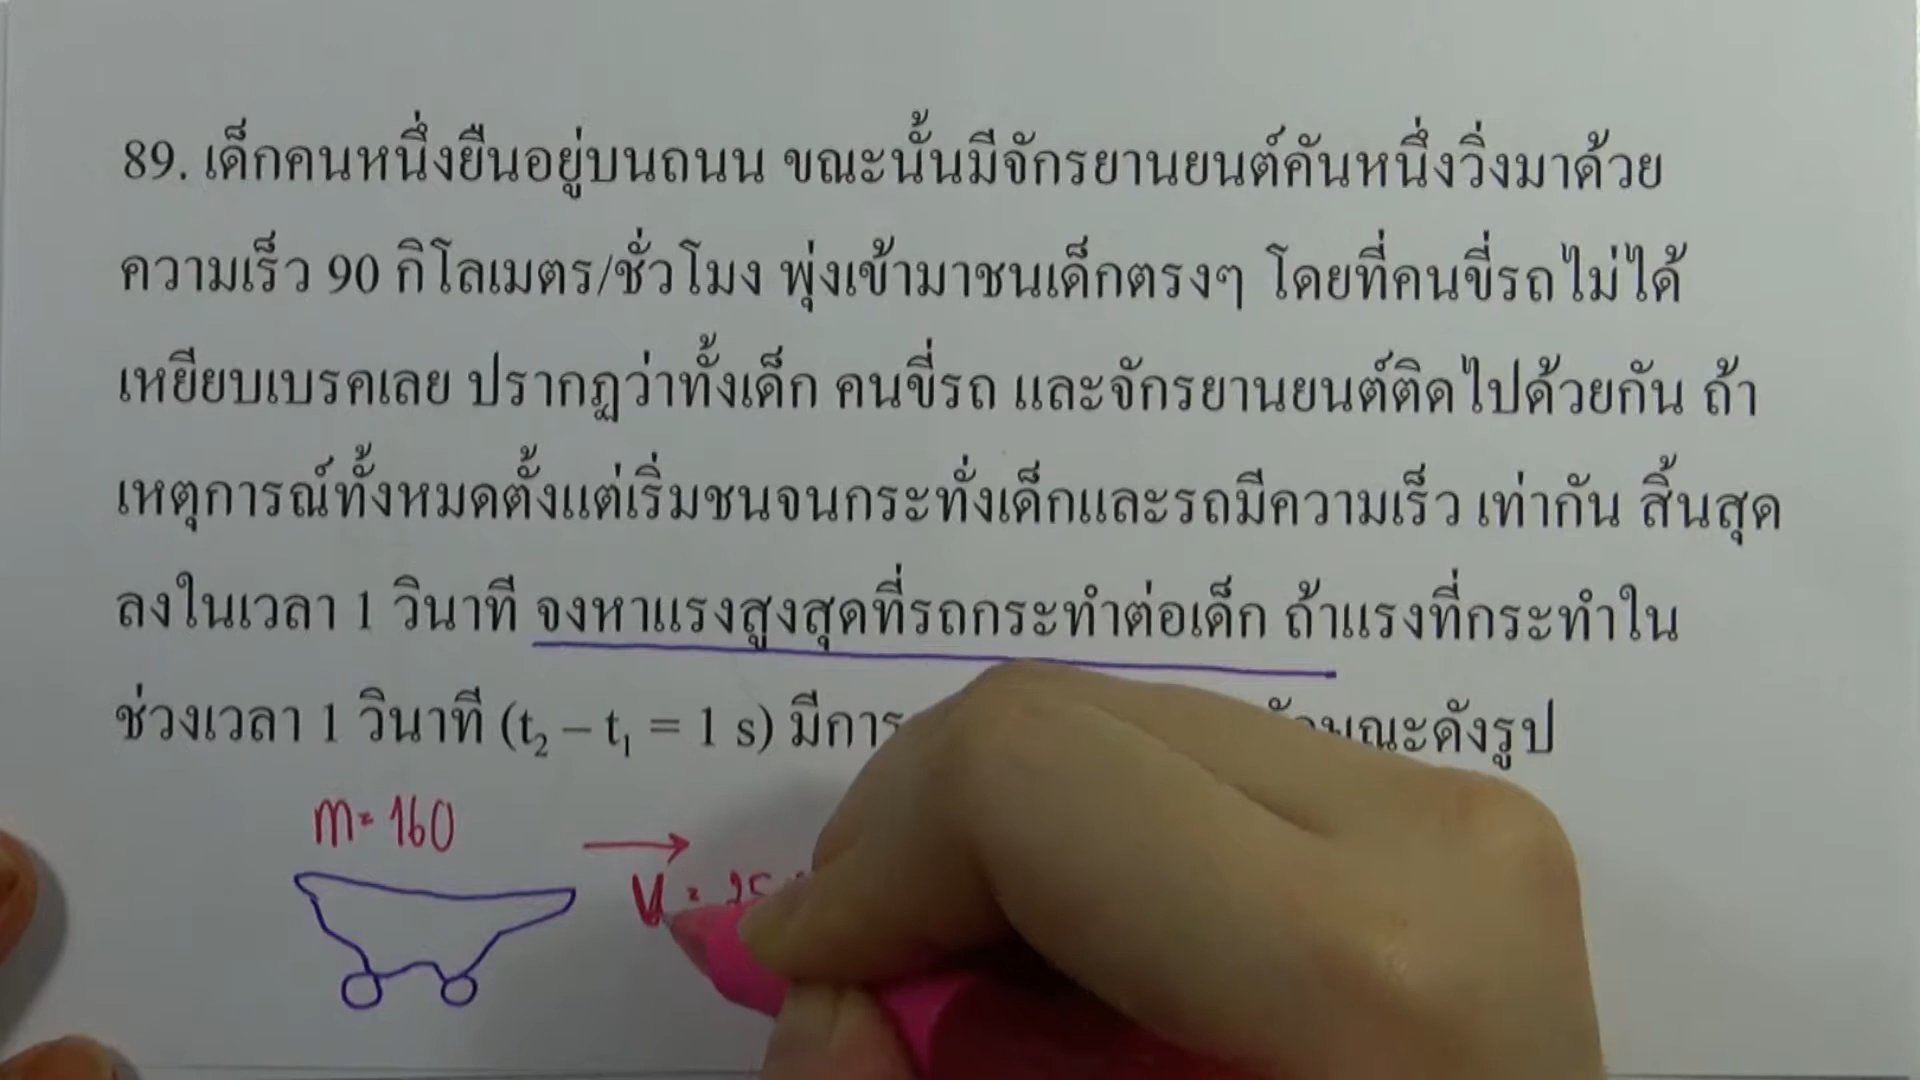 89. เด็กคนหนึ่งยืนอยู่บนถนน ขณะนั้นมีจักรยานยนต์คันหนึ่งวิ่งมาด้วย
ความเร็ว 90 กิโลเมตร/ชั่วโมง พุ่งเข้ามาชนเด็กตรงๆ โดยที่คนขี่รถไม่ได้
เหยียบเบรคเลย ปรากฏว่าทั้งเด็ก คนขี่รถ และจักรยานยนต์ติดไปด้วยกัน ถ้า
เหตุการณ์ทั้งหมดตั้งแต่เริ่มชนจนกระทั่งเด็กและรถมีความเร็ว เท่ากัน สิ้นสุด
ลงในเวลา 1 วินาที จงหาแรงสูงสุดที่รถกระทำต่อเด็ก ถ้าแรงที่กระทำใน
ช่วงเวลา 1 วินาที (t₂ – t₁ = 1 s) มีการ ดังรูป
m = 160
= 25